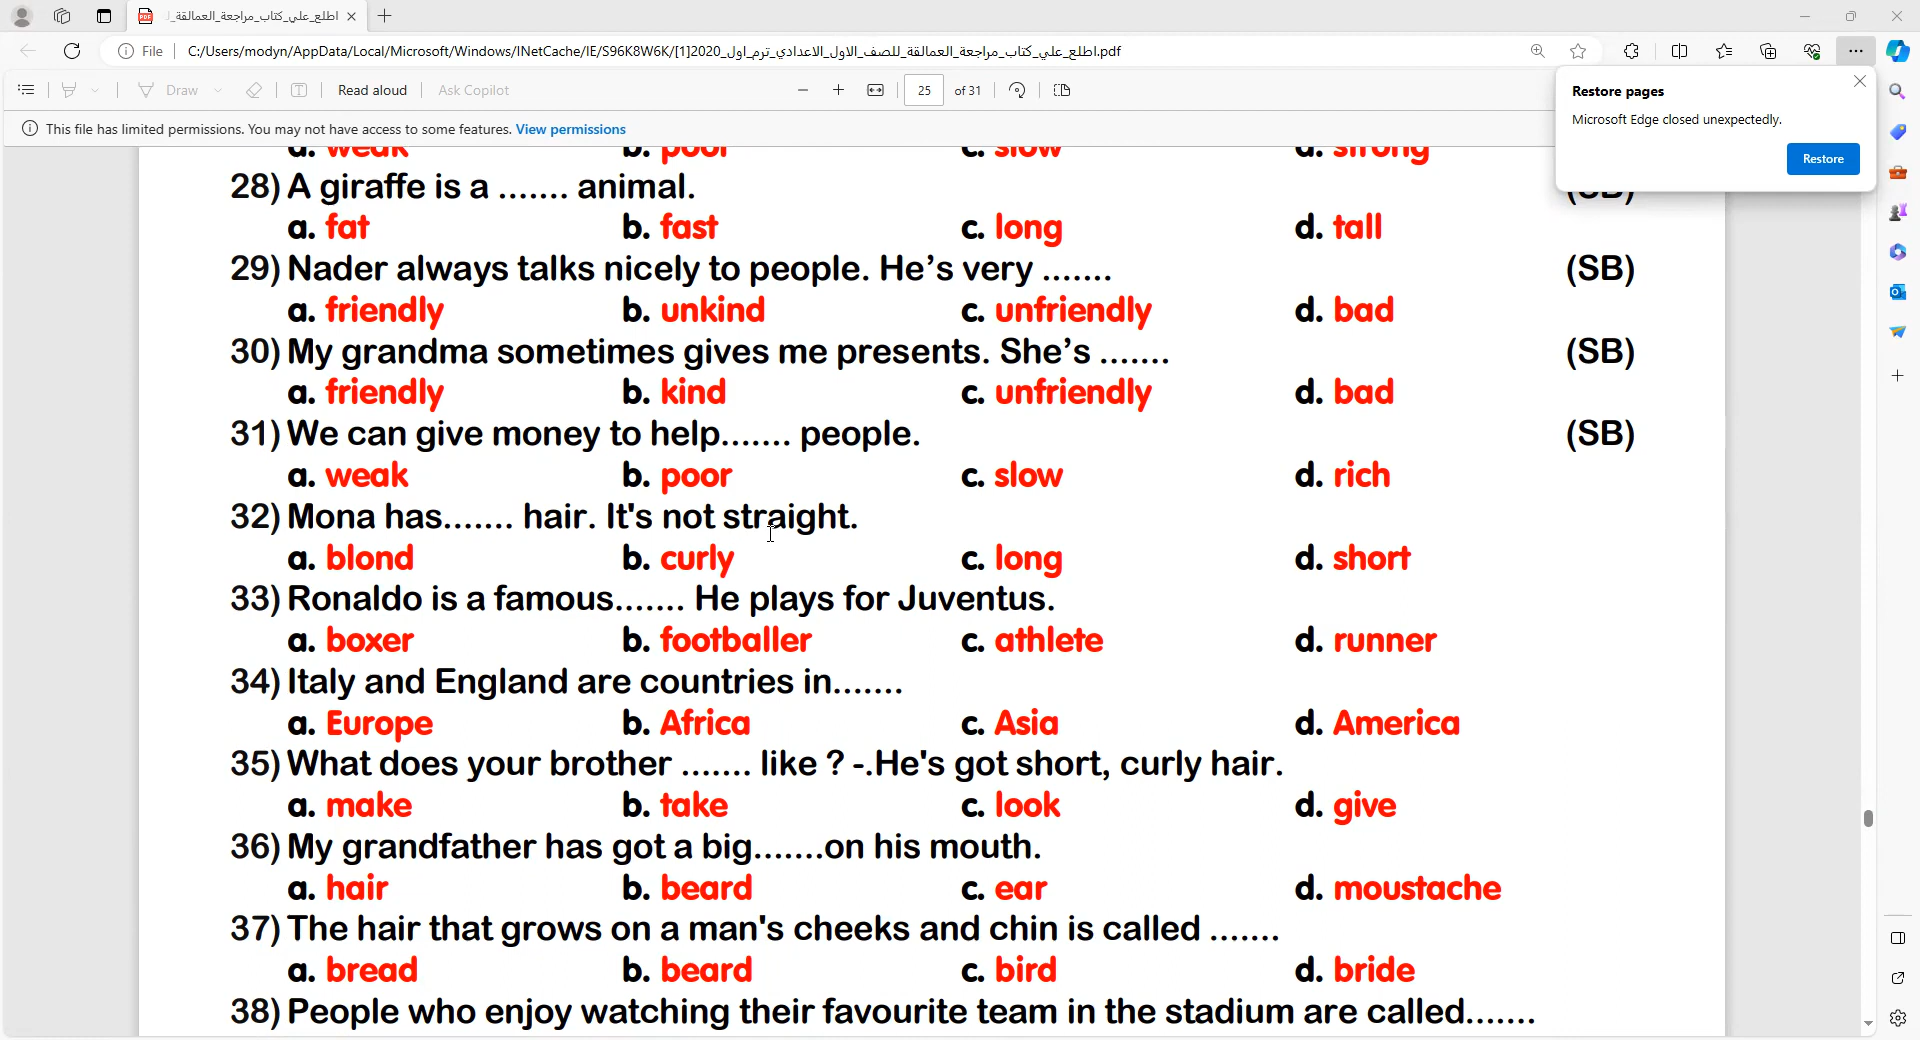 اطلع_علي_كتاب_مراجعة_العمالقة_
File
C:/Users/modyn/AppData/Local/Microsoft/Windows/INetCache/IE/S96K8W6K/[1]2020_اطلع_علي_كتاب_مراجعة_العمالقة_للصف_الاول_الاعدادي_ترم_اول.pdf
Draw
Read aloud
Ask Copilot
25 of 31
This file has limited permissions. You may not have access to some features. View permissions
Restore pages
Microsoft Edge closed unexpectedly.
Restore
a. weak b. poor c. slow d. strong
28) A giraffe is a ....... animal. (SB)
a. fat b. fast c. long d. tall
29) Nader always talks nicely to people. He’s very ....... (SB)
a. friendly b. unkind c. unfriendly d. bad
30) My grandma sometimes gives me presents. She’s ....... (SB)
a. friendly b. kind c. unfriendly d. bad
31) We can give money to help....... people. (SB)
a. weak b. poor c. slow d. rich
32) Mona has....... hair. It's not straight.
a. blond b. curly c. long d. short
33) Ronaldo is a famous....... He plays for Juventus.
a. boxer b. footballer c. athlete d. runner
34) Italy and England are countries in.......
a. Europe b. Africa c. Asia d. America
35) What does your brother ....... like ? -.He's got short, curly hair.
a. make b. take c. look d. give
36) My grandfather has got a big.......on his mouth.
a. hair b. beard c. ear d. moustache
37) The hair that grows on a man's cheeks and chin is called .......
a. bread b. beard c. bird d. bride
38) People who enjoy watching their favourite team in the stadium are called.......